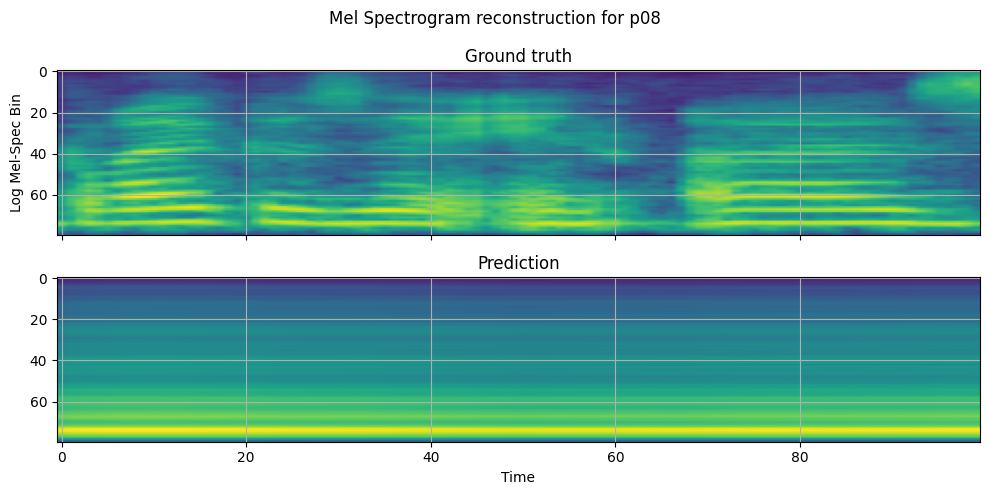 Mel Spectrogram reconstruction for p08
Ground truth
Log Mel-Spec Bin
0
20
40
60
Prediction
0
20
40
60
0 20 40 60 80
Time